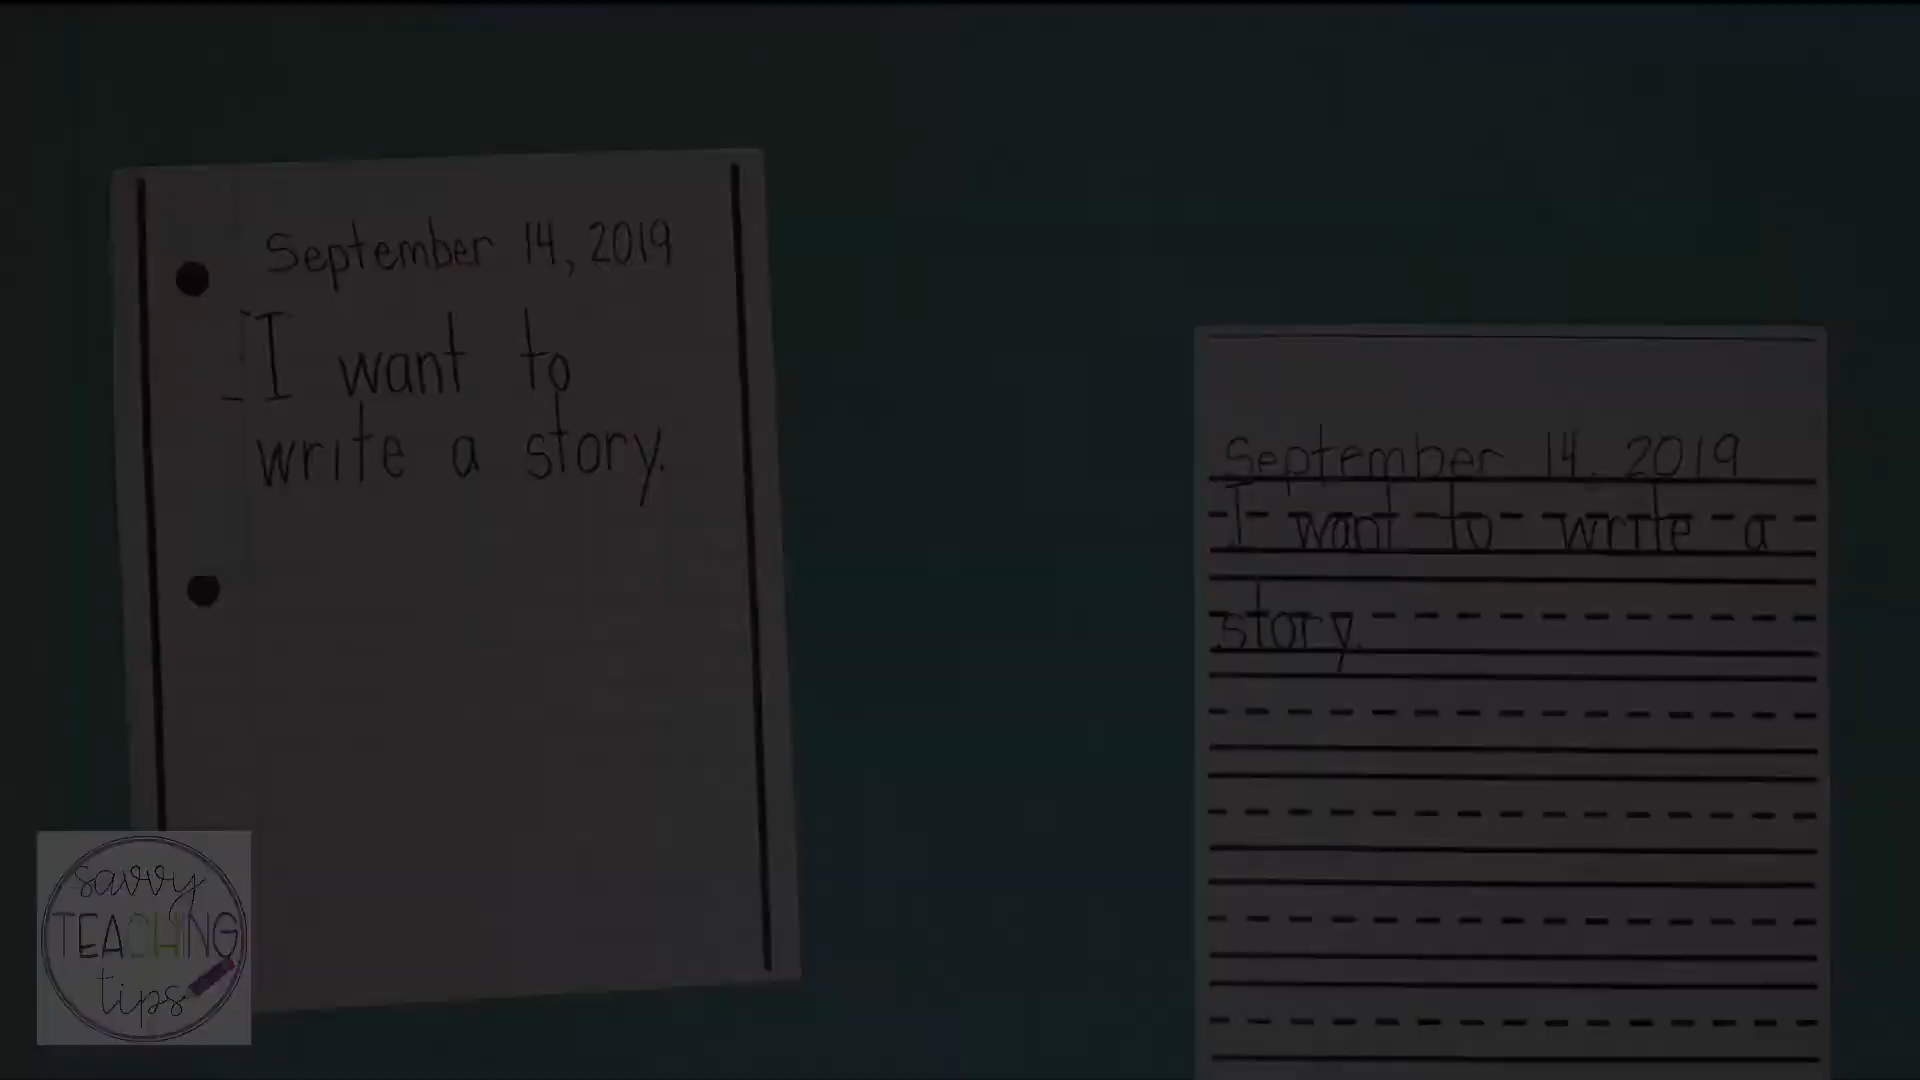 September 14, 2019
I want to
write a story.
September 14, 2019
I want to write a
story.
savvy
TEACHING
tips